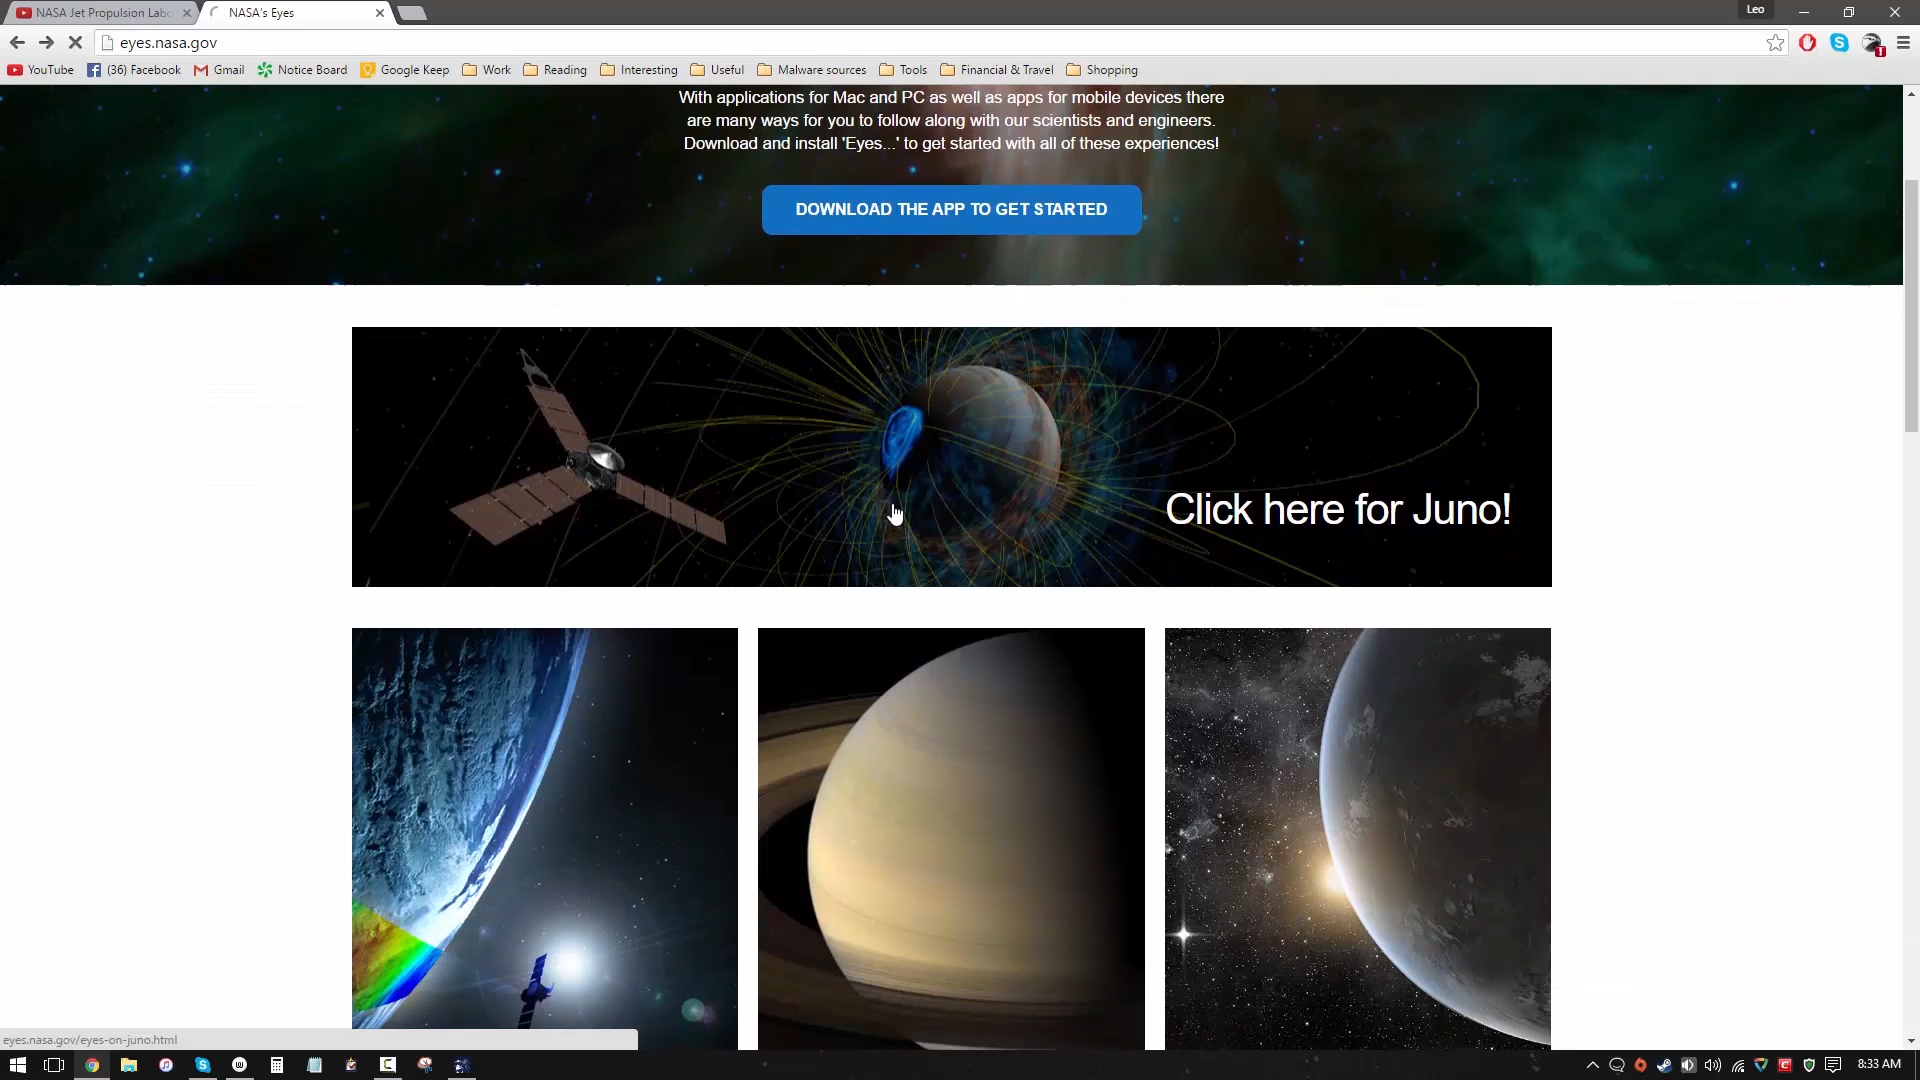 NASA Jet Propulsion Labo
NASA's Eyes
Leo
eyes.nasa.gov
YouTube
(36) Facebook
Gmail
Notice Board
Google Keep
Work
Reading
Interesting
Useful
Malware sources
Tools
Financial & Travel
Shopping
With applications for Mac and PC as well as apps for mobile devices there
are many ways for you to follow along with our scientists and engineers.
Download and install 'Eyes...' to get started with all of these experiences!
DOWNLOAD THE APP TO GET STARTED
Click here for Juno!
eyes.nasa.gov/eyes-on-juno.html
8:33 AM